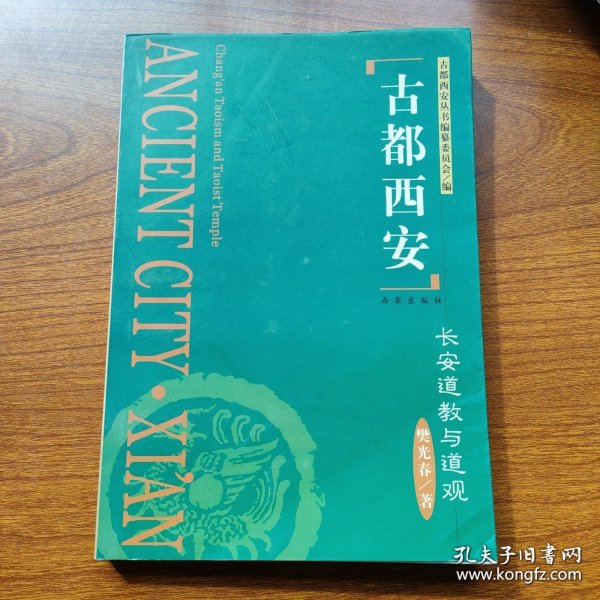 古都西安丛书编纂委员会/编
古都西安
西安出版社
长安道教与道观
樊光春/著
Chang'an Taoism and Taoist Temple
ANCIENT CITY·XI'AN
孔夫子旧书网
www.kongfz.com